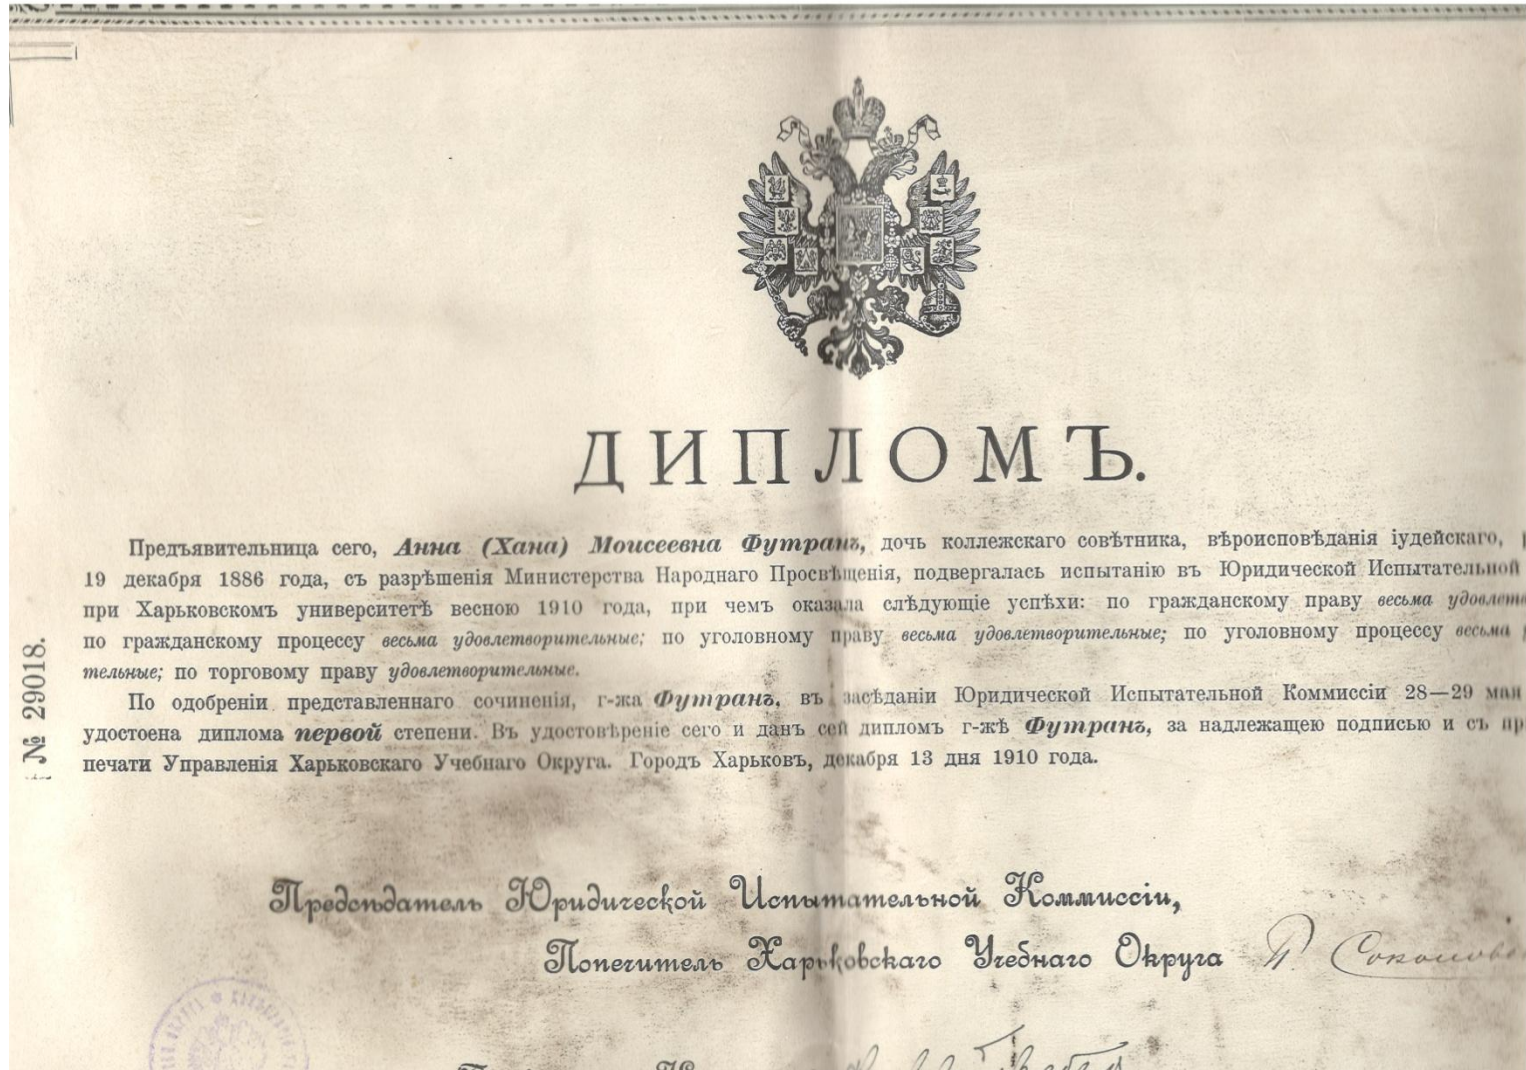 ДИПЛОМЪ.
Предъявительница сего, Анна (Хана) Моисеевна Футранъ, дочь коллежскаго совѣтника, вѣроисповѣданія іудейскаго,
19 декабря 1886 года, съ разрѣшенія Министерства Народнаго Просвѣщенія, подвергалась испытанію въ Юридической Испытательной
при Харьковскомъ университетѣ весною 1910 года, при чемъ оказала слѣдующіе успѣхи: по гражданскому праву весьма
по гражданскому процессу весьма удовлетворительные; по уголовному праву весьма удовлетворительные; по уголовному процессу весьма
тельные; по торговому праву удовлетворительные.
По одобреніи представленнаго сочиненія, г-жа Футранъ, въ засѣданіи Юридической Испытательной Коммиссіи 28—29 мая
удостоена диплома первой степени. Въ удостовѣреніе сего и данъ сей дипломъ г-жѣ Футранъ, за надлежащею подписью и съ
печати Управленія Харьковскаго Учебнаго Округа. Городъ Харьковъ, декабря 13 дня 1910 года.
№ 29018.
Предсѣдатель Юридической Испытательной Коммиссіи,
Попечитель Харьковскаго Учебнаго Округа П. Соколовс